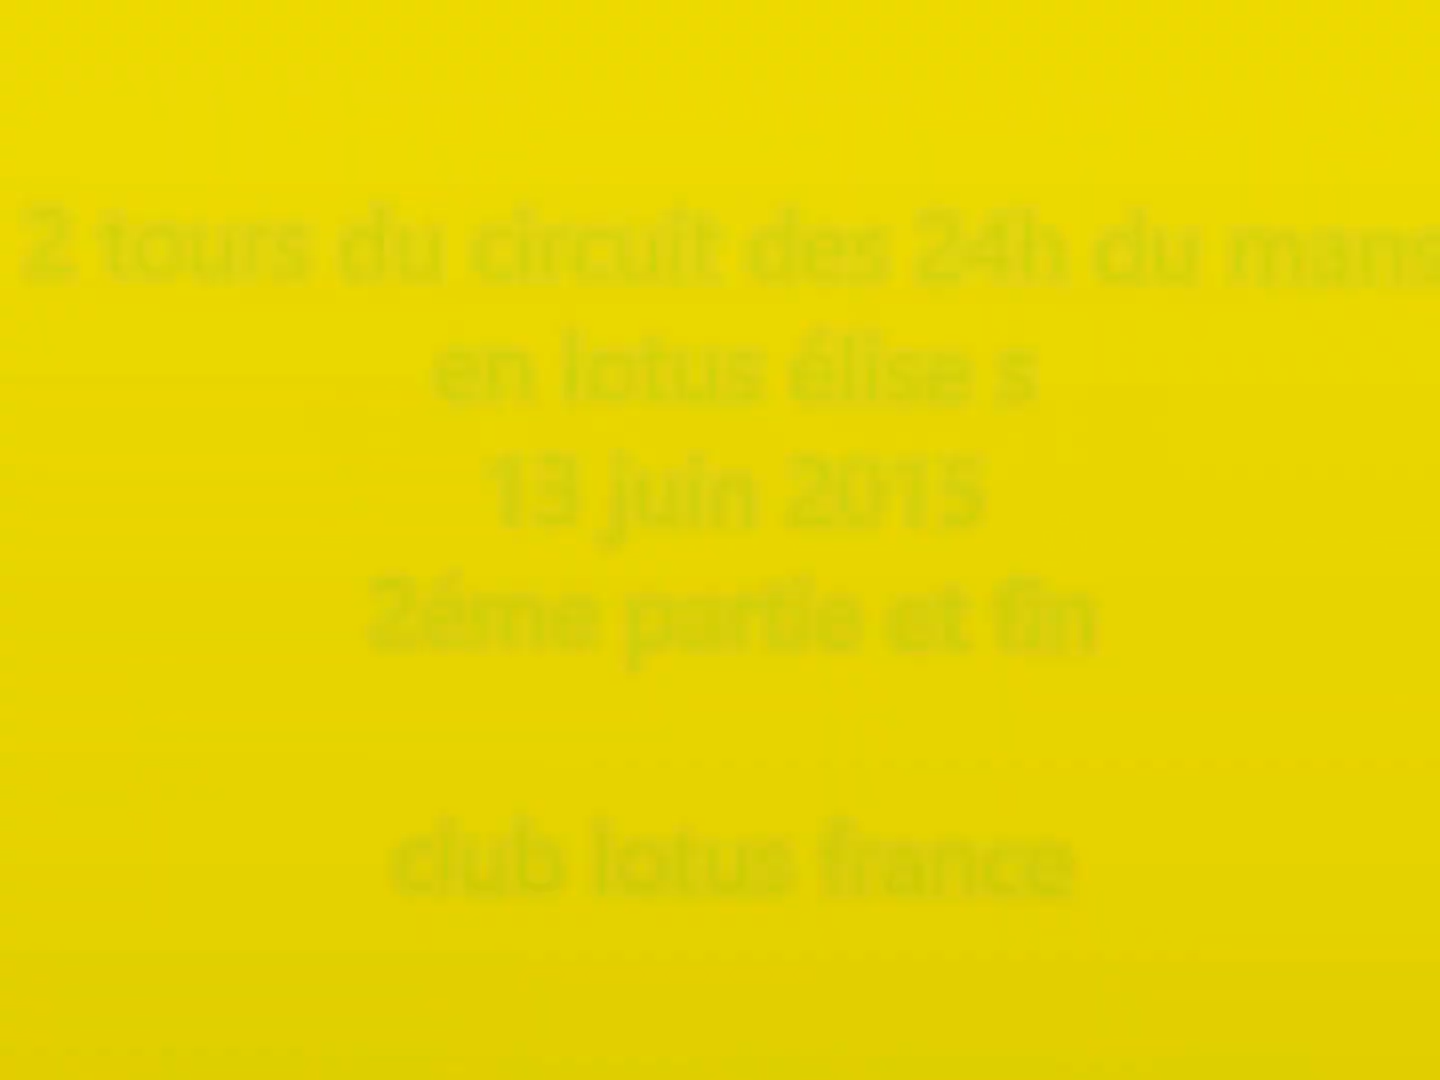 2 tours du circuit des 24h du mans
en lotus élise s
13 juin 2015
2éme partie et fin
club lotus france